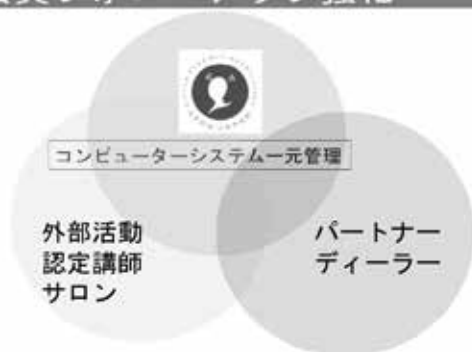 コンピューターシステム一元管理
外部活動
認定講師
サロン
パートナー
ディーラー